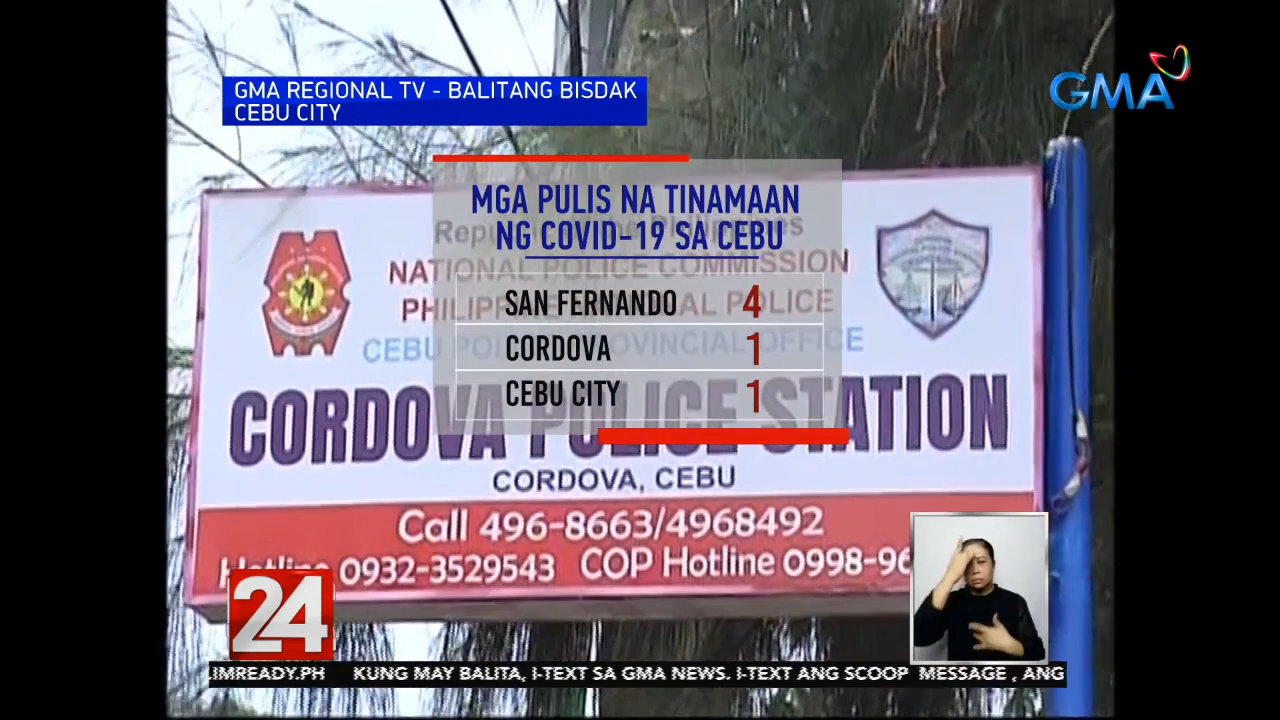 GMA REGIONAL TV - BALITANG BISDAK
CEBU CITY
GMA
MGA PULIS NA TINAMAAN
NG COVID-19 SA CEBU
SAN FERNANDO 4
CORDOVA 1
CEBU CITY 1
NATIONAL POLICE COMMISSION
CORDOVA POLICE STATION
CORDOVA, CEBU
Call 496-8663/4968492
Hotline 0932-3529543 COP Hotline 0998-96
24
IMREADY.PH KUNG MAY BALITA, I-TEXT SA GMA NEWS. I-TEXT ANG SCOOP MESSAGE , ANG